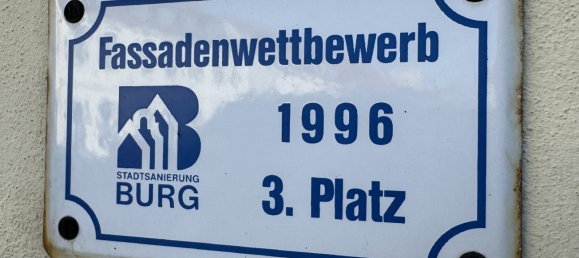 Fassadenwettbewerb
1996
3. Platz
B
STADTSANIERUNG
BURG